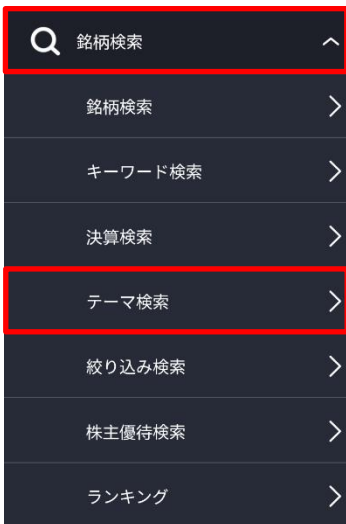 銘柄検索
銘柄検索
キーワード検索
決算検索
テーマ検索
絞り込み検索
株主優待検索
ランキング